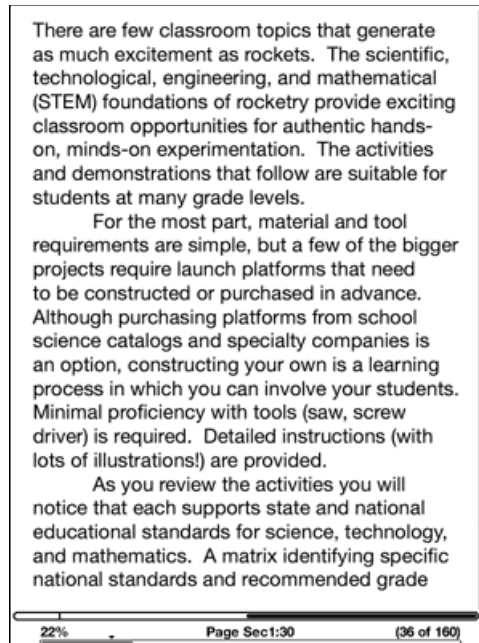 There are few classroom topics that generate
as much excitement as rockets.  The scientific,
technological, engineering, and mathematical
(STEM) foundations of rocketry provide exciting
classroom opportunities for authentic hands-
on, minds-on experimentation.  The activities
and demonstrations that follow are suitable for
students at many grade levels.
For the most part, material and tool
requirements are simple, but a few of the bigger
projects require launch platforms that need
to be constructed or purchased in advance.
Although purchasing platforms from school
science catalogs and specialty companies is
an option, constructing your own is a learning
process in which you can involve your students.
Minimal proficiency with tools (saw, screw
driver) is required.  Detailed instructions (with
lots of illustrations!) are provided.
As you review the activities you will
notice that each supports state and national
educational standards for science, technology,
and mathematics.  A matrix identifying specific
national standards and recommended grade
22% Page Sec1:30 (36 of 160)